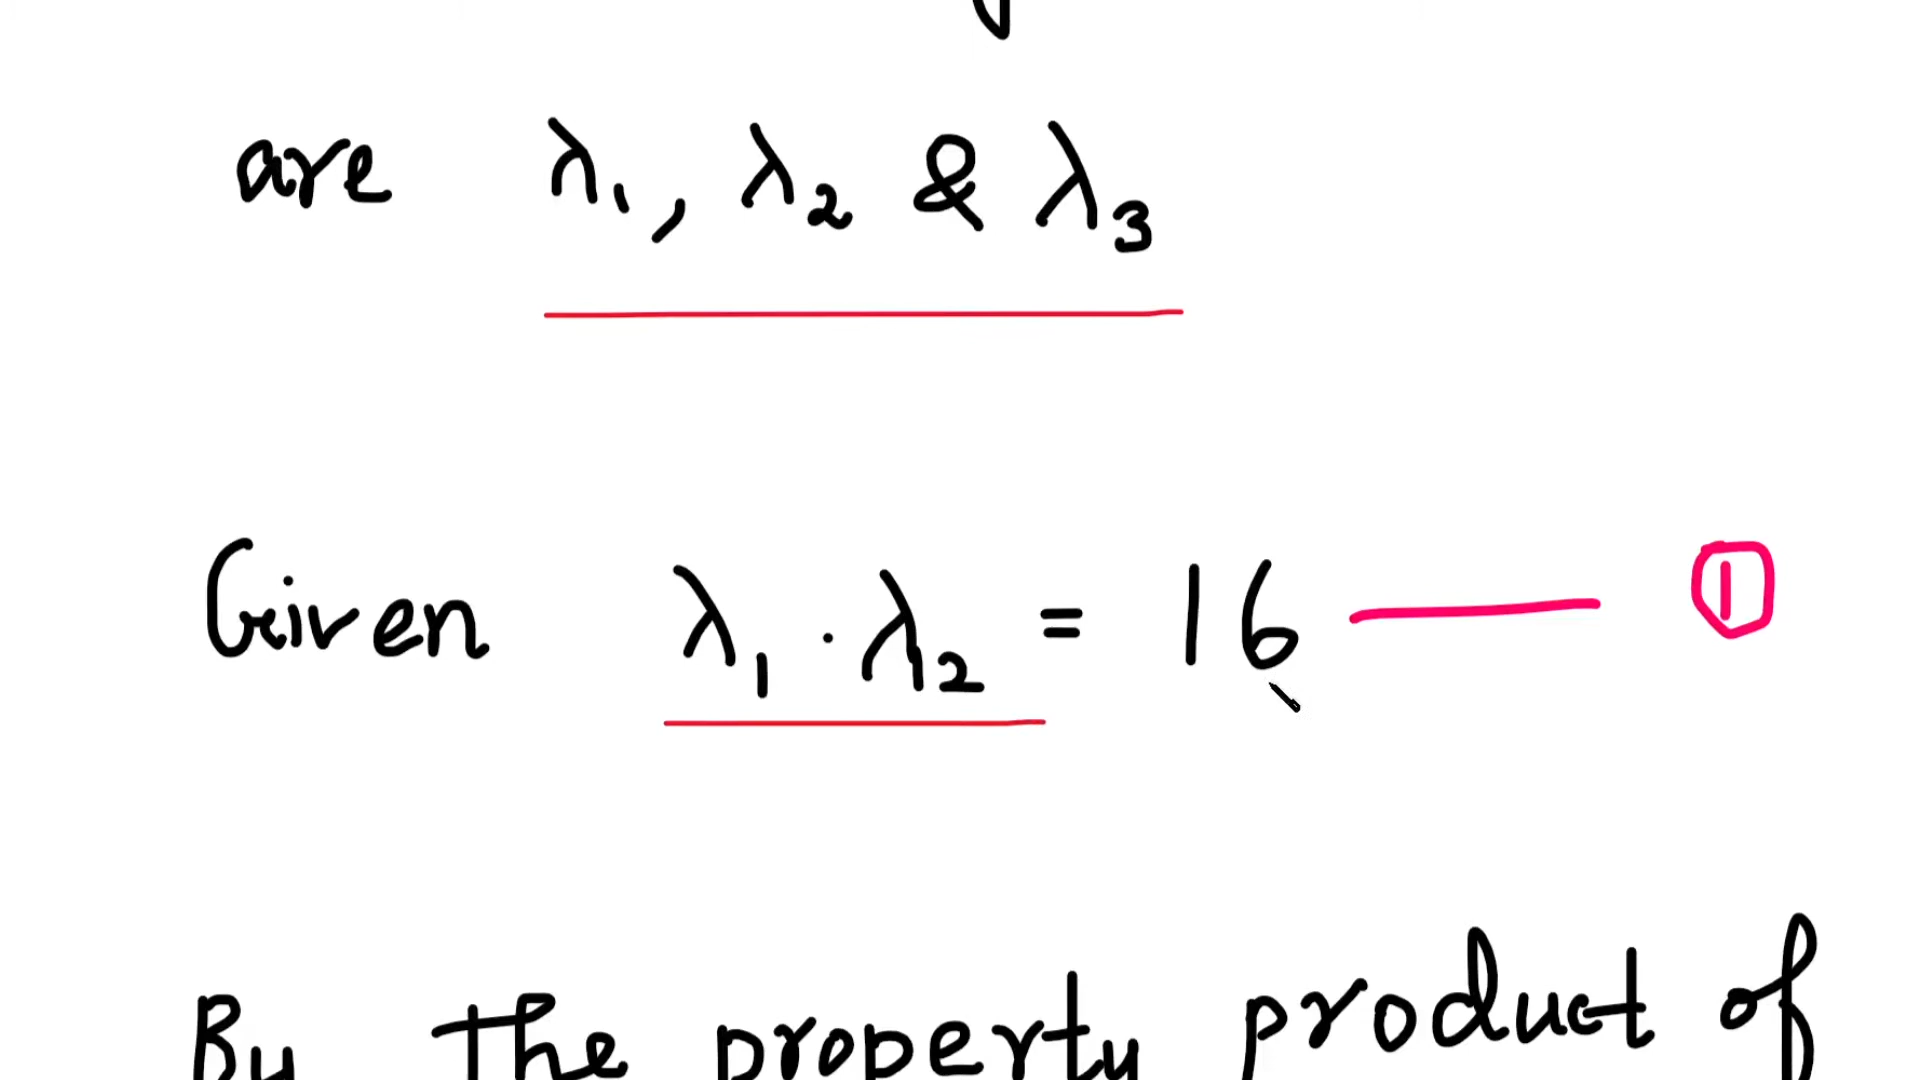 are λ₁, λ₂ & λ₃
Given λ₁ · λ₂ = 16 —— ①
By the property product of